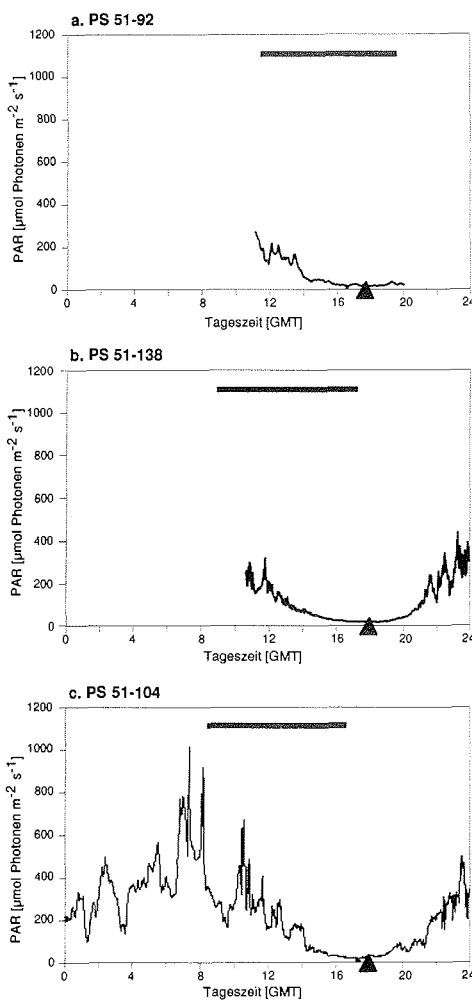 a. PS 51-92
1200
1000
800
600
400
200
0
PAR [µmol Photonen m⁻² s⁻¹]
0 4 8 12 16 20 24
Tageszeit [GMT]
b. PS 51-138
1200
1000
800
600
400
200
0
PAR [µmol Photonen m⁻² s⁻¹]
0 4 8 12 16 20 24
Tageszeit [GMT]
c. PS 51-104
1200
1000
800
600
400
200
0
PAR [µmol Photonen m⁻² s⁻¹]
0 4 8 12 16 20 24
Tageszeit [GMT]